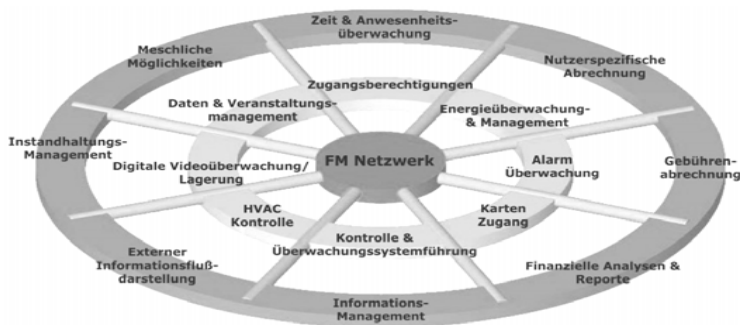 Zeit & Anwesenheits-
überwachung
Meschliche
Möglichkeiten
Nutzerspezifische
Abrechnung
Zugangsberechtigungen
Daten & Veranstaltungs-
management
Energieüberwachung-
& Management
Instandhaltungs-
Management
Digitale Videoüberwachung/
Lagerung
FM Netzwerk
Alarm
Überwachung
Gebühren-
abrechnung
HVAC
Kontrolle
Karten
Zugang
Kontrolle &
Überwachungssystemführung
Externer
Informationsfluß-
darstellung
Finanzielle Analysen &
Reporte
Informations-
Management